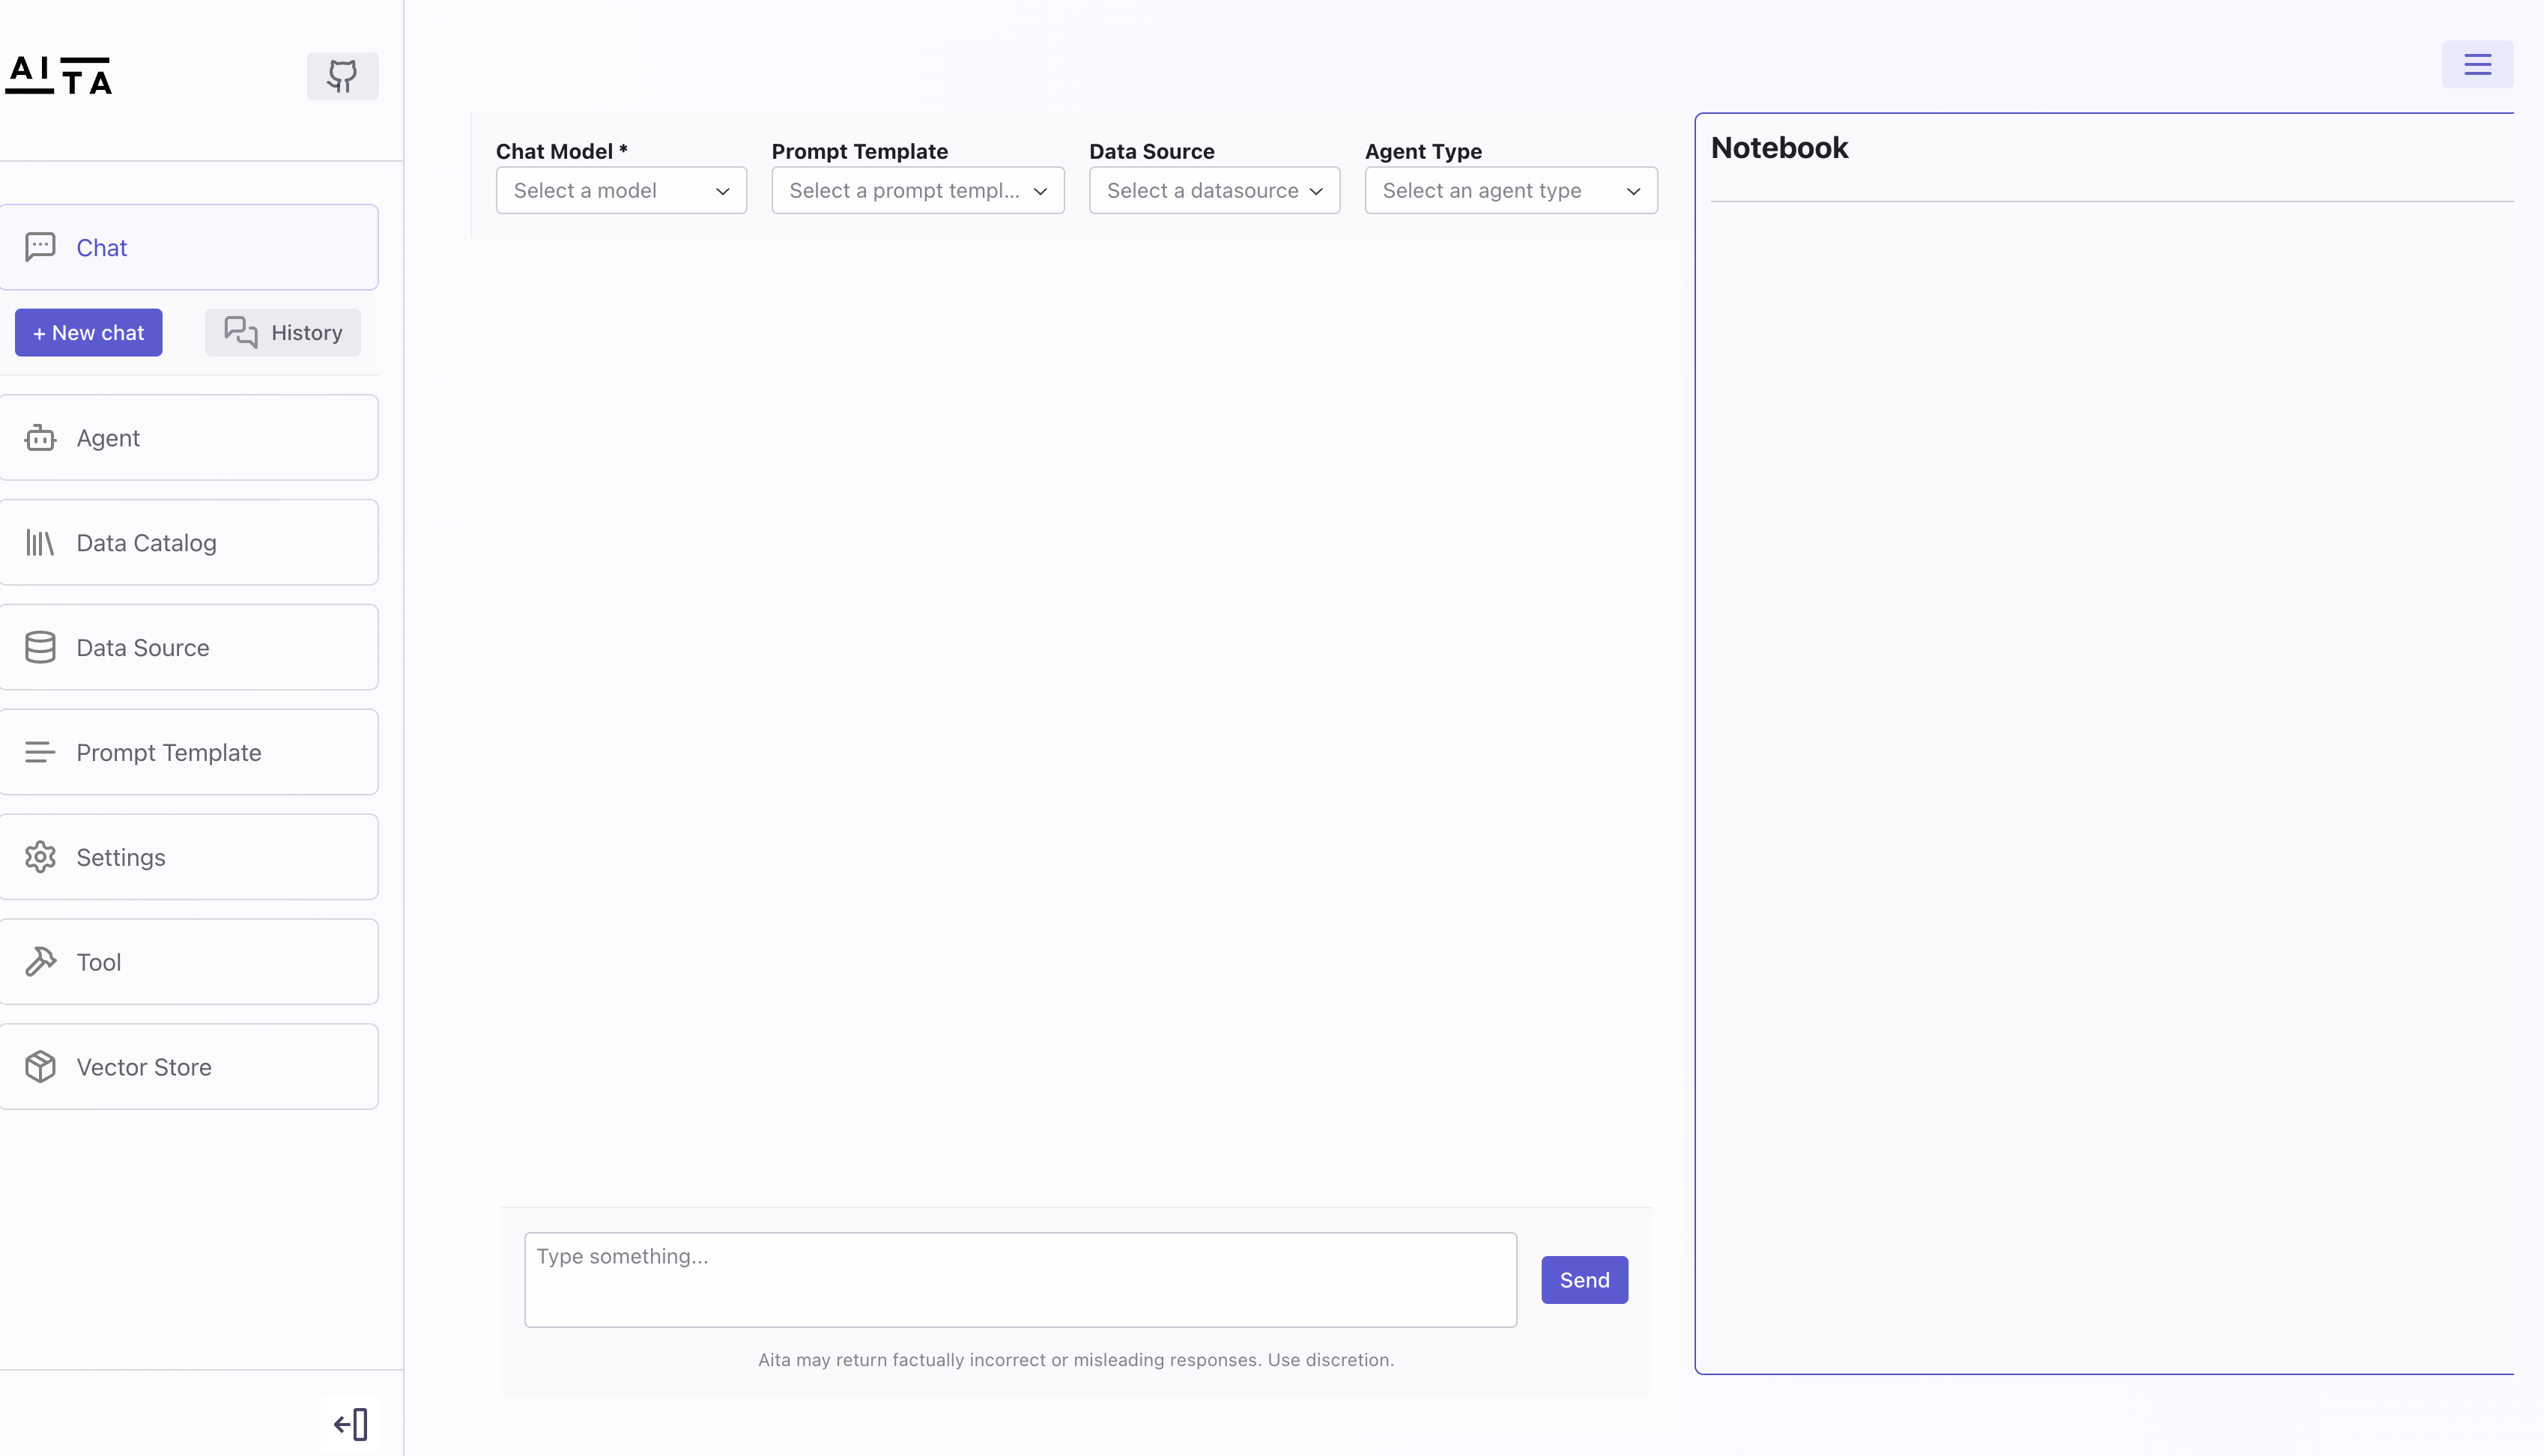 AITA
Chat
+ New chat
History
Agent
Data Catalog
Data Source
Prompt Template
Settings
Tool
Vector Store
Chat Model *
Select a model
Prompt Template
Select a prompt templ...
Data Source
Select a datasource
Agent Type
Select an agent type
Type something...
Send
Aita may return factually incorrect or misleading responses. Use discretion.
Notebook